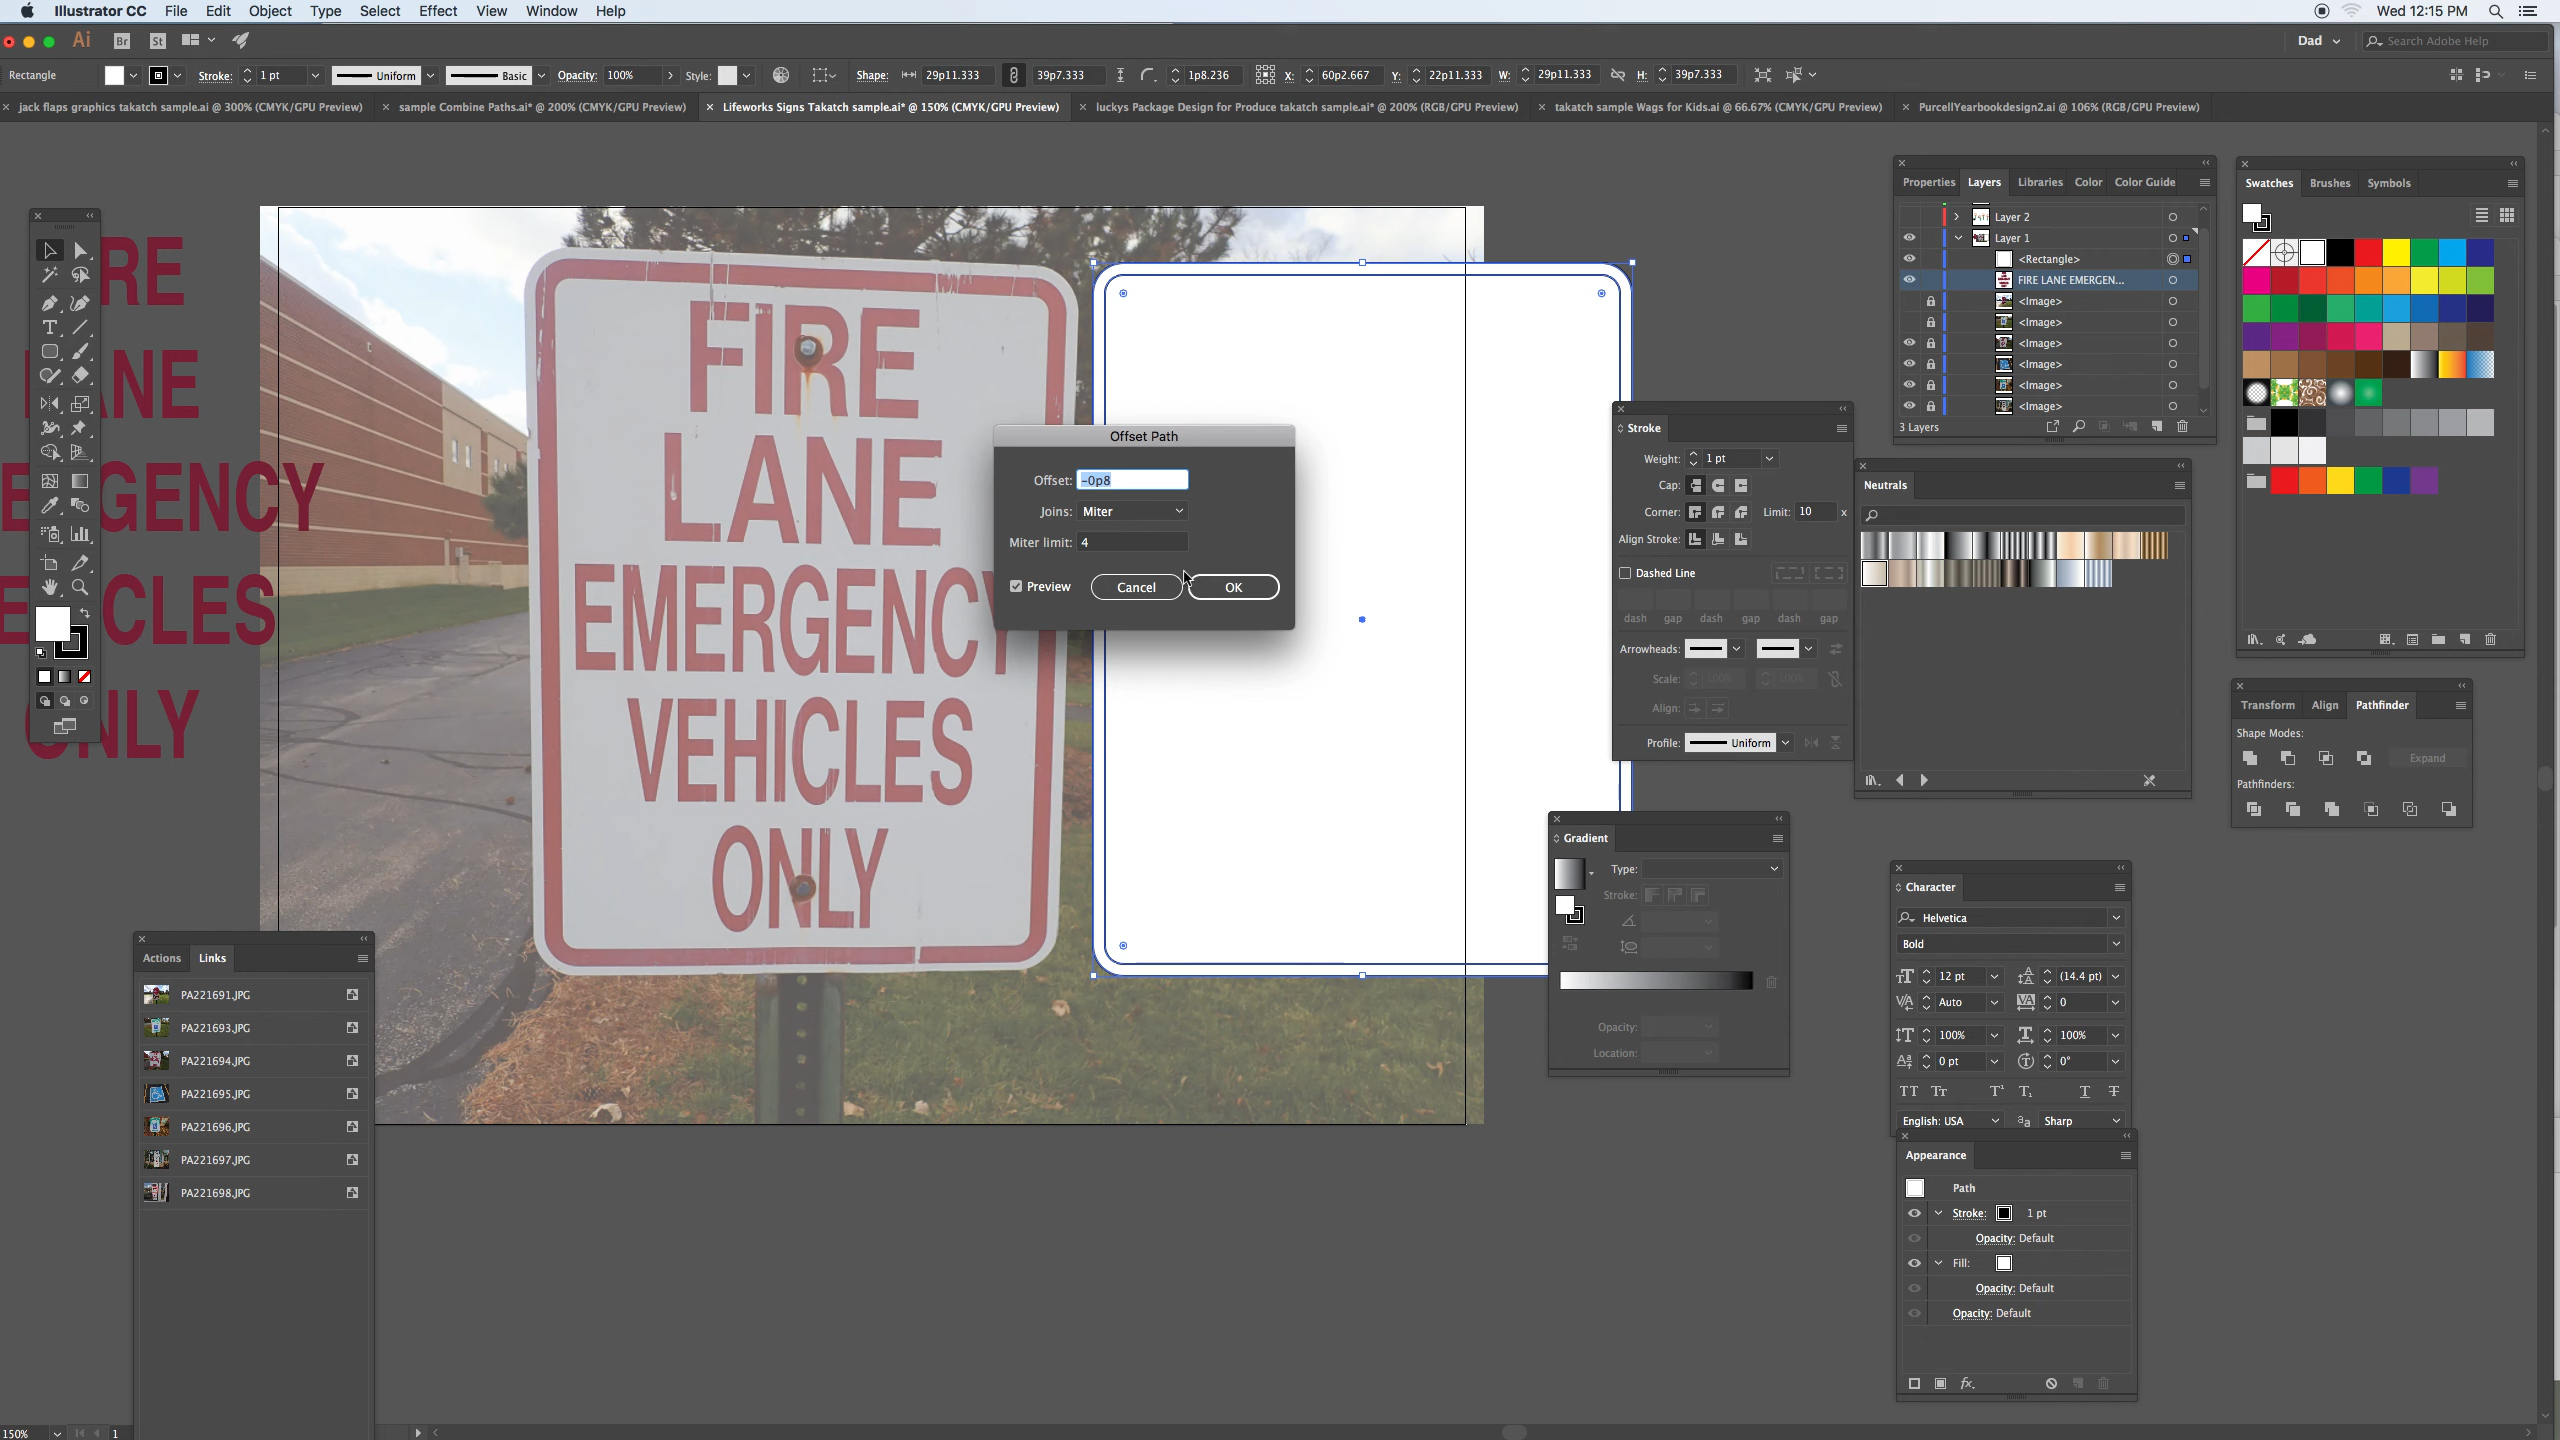 Illustrator CC File Edit Object Type Select Effect View Window Help
Wed 12:15 PM
Ai Br St
Dad
Search Adobe Help
Rectangle
Stroke: 1 pt Uniform Basic Opacity: 100% Style: Shape: 29p11.333 39p7.333 1p8.236 X: 60p2.667 Y: 22p11.333 W: 29p11.333 H: 39p7.333
jack flaps graphics takatch sample.ai @ 300% (CMYK/GPU Preview)
sample Combine Paths.ai* @ 200% (CMYK/GPU Preview)
Lifeworks Signs Takatch sample.ai* @ 150% (CMYK/GPU Preview)
luckys Package Design for Produce takatch sample.ai* @ 200% (RGB/GPU Preview)
takatch sample Wags for Kids.ai @ 66.67% (CMYK/GPU Preview)
PurcellYearbookdesign2.ai @ 106% (RGB/GPU Preview)
FIRE
LANE
EMERGENCY
VEHICLES
ONLY
Offset Path
Offset: -0p8
Joins: Miter
Miter limit: 4
Preview Cancel OK
Actions Links
PA221691.JPG
PA221693.JPG
PA221694.JPG
PA221695.JPG
PA221696.JPG
PA221697.JPG
PA221698.JPG
150% 1
Properties Layers Libraries Color Color Guide
Layer 2
Layer 1
<Rectangle>
FIRE LANE EMERGEN...
<Image>
<Image>
<Image>
<Image>
<Image>
<Image>
3 Layers
Swatches Brushes Symbols
Stroke
Weight: 1 pt
Cap:
Corner: Limit: 10 x
Align Stroke:
Dashed Line
dash gap dash gap dash gap
Arrowheads:
Scale: 100% 100%
Align:
Profile: Uniform
Neutrals
Transform Align Pathfinder
Shape Modes:
Expand
Pathfinders:
Gradient
Type:
Stroke:
Opacity:
Location:
Character
Helvetica
Bold
12 pt (14.4 pt)
Auto 0
100% 100%
0 pt 0°
English: USA Sharp
Appearance
Path
Stroke: 1 pt
Opacity: Default
Fill:
Opacity: Default
Opacity: Default